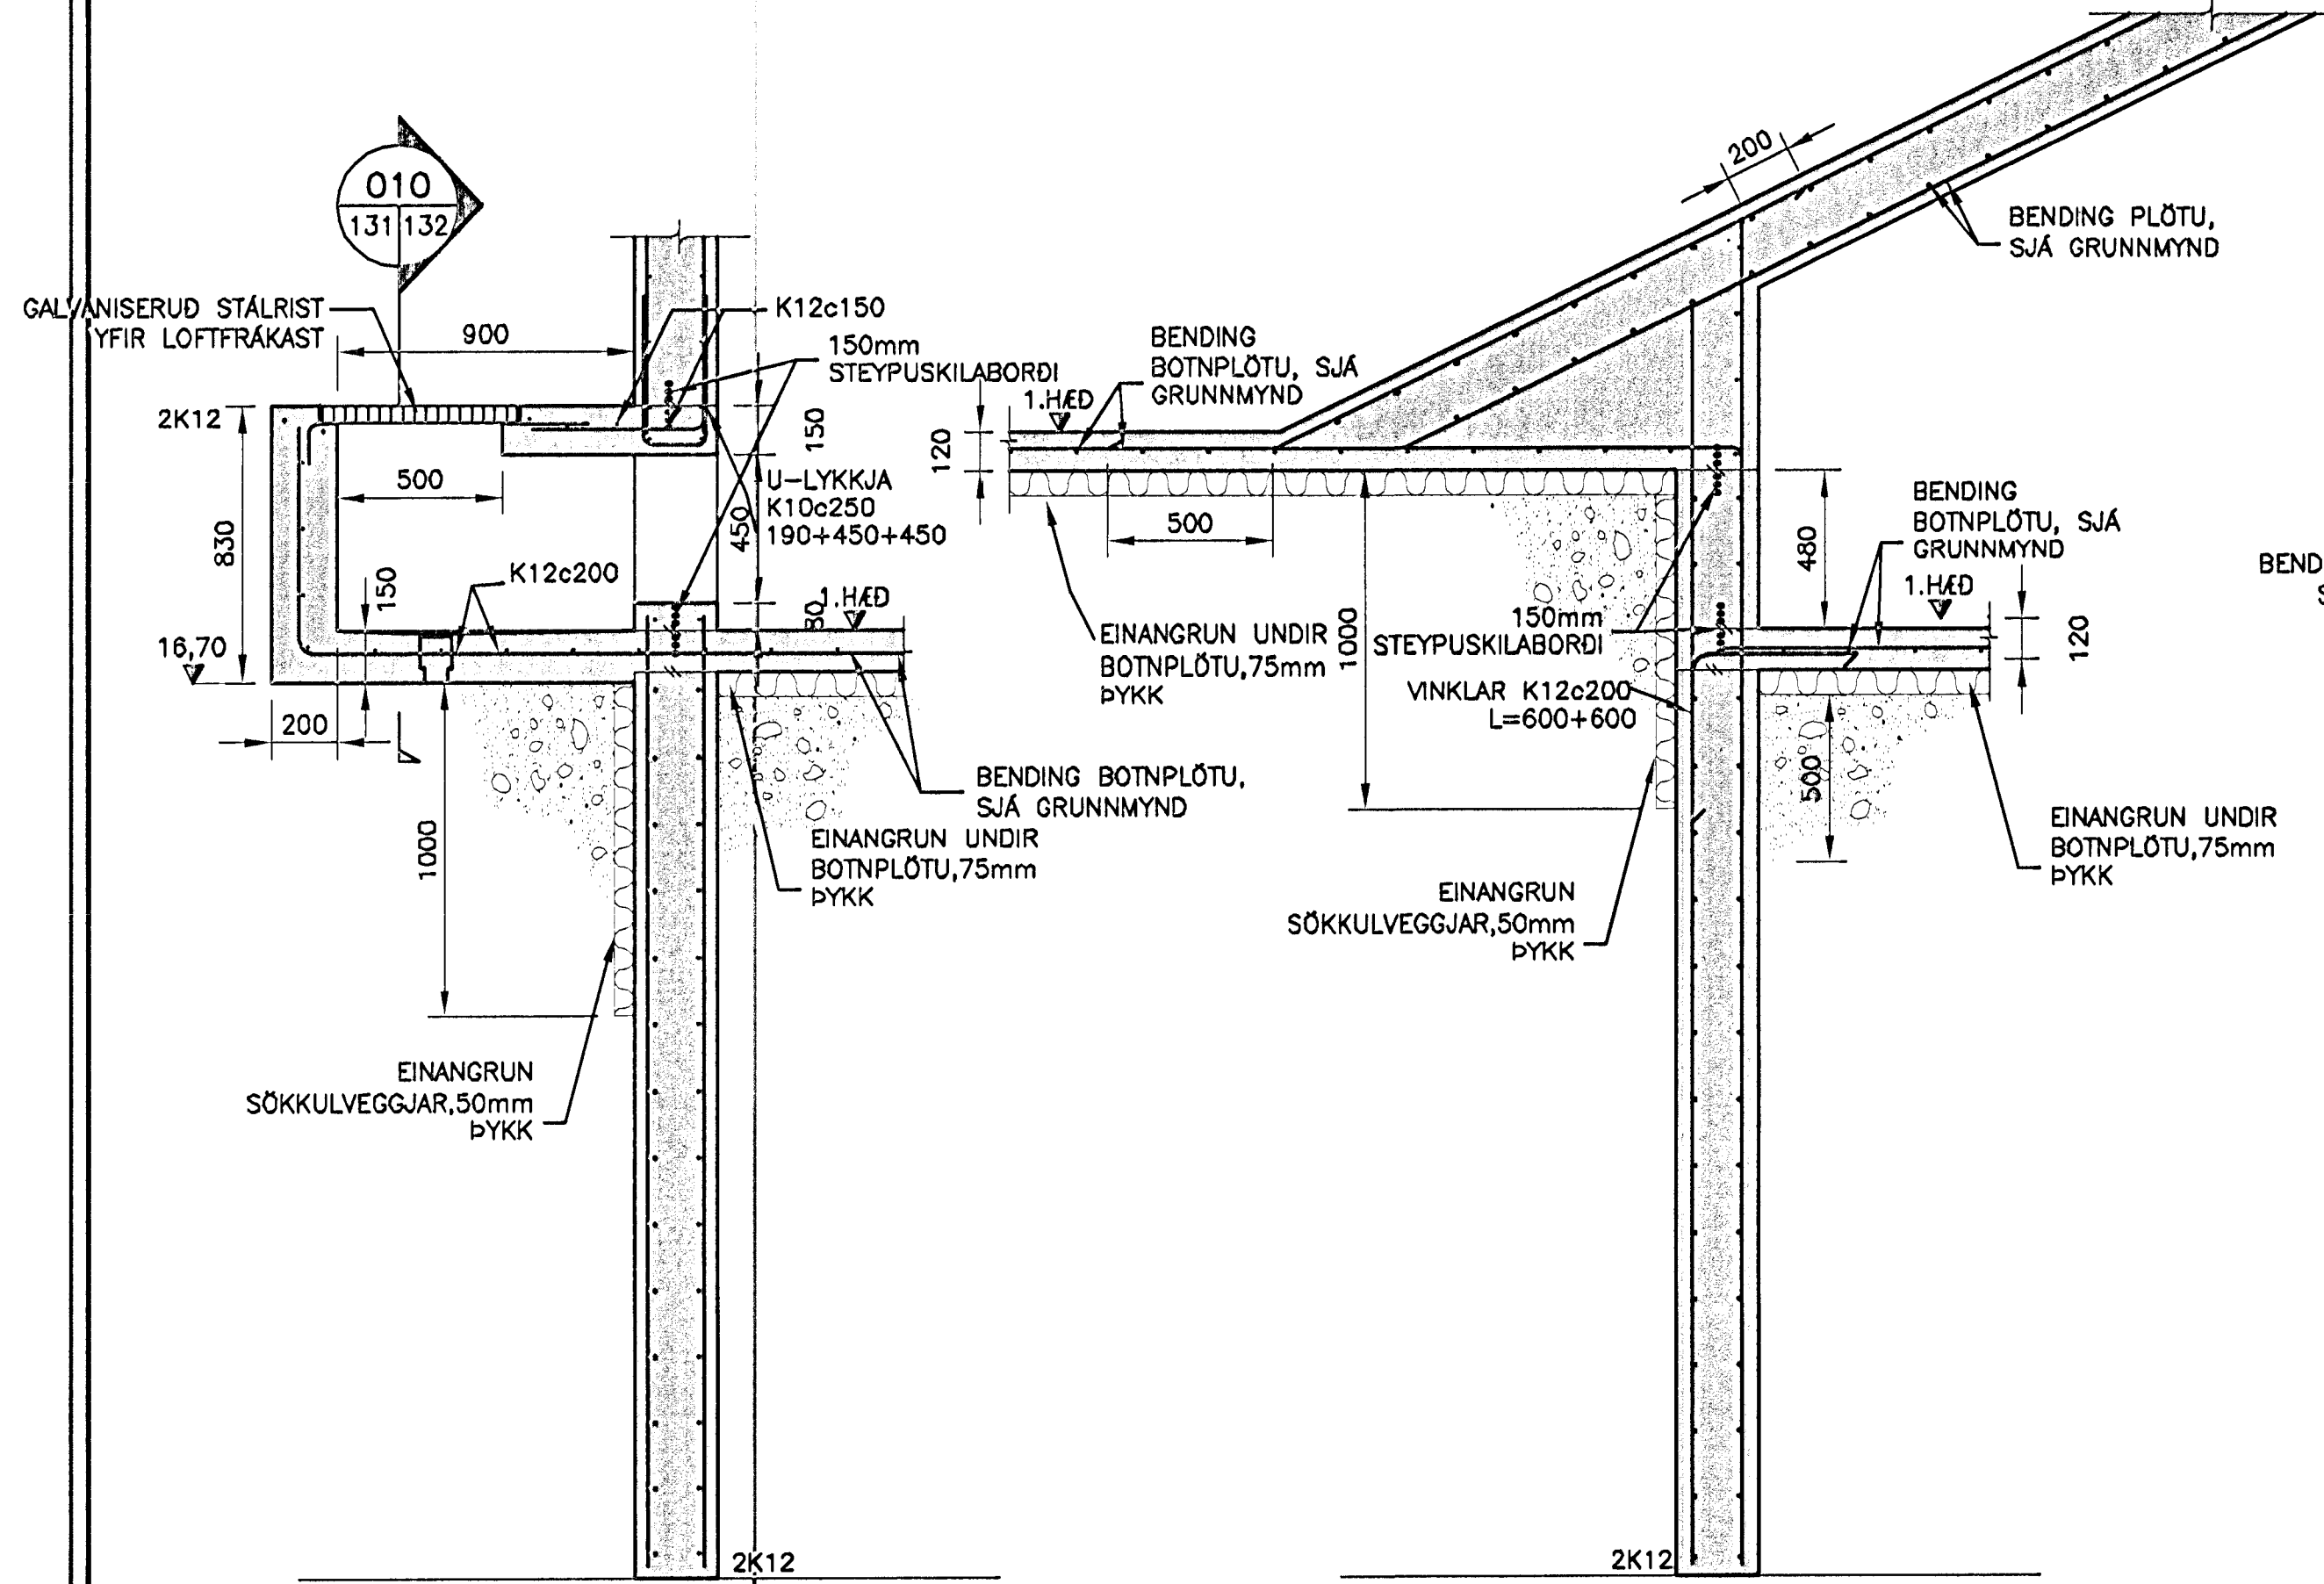 010
131 132
GALVANISERUÐ STÁLRIST
YFIR LOFTFRÁKAST
900
K12c150
150mm
STEYPUSKILABORÐI
2K12
150
500
U-LYKKJA
K10c250
190+450+450
450
830
150
K12c200
80
1.HÆÐ
16,70
200
BENDING BOTNPLÖTU,
SJÁ GRUNNMYND
EINANGRUN UNDIR
BOTNPLÖTU,75mm
ÞYKK
1000
EINANGRUN
SÖKKULVEGGJAR,50mm
ÞYKK
2K12
200
BENDING PLÖTU,
SJÁ GRUNNMYND
BENDING
BOTNPLÖTU, SJÁ
GRUNNMYND
1.HÆÐ
120
500
1000
480
BENDING
BOTNPLÖTU, SJÁ
GRUNNMYND
1.HÆÐ
BEND
120
EINANGRUN UNDIR
BOTNPLÖTU,75mm
ÞYKK
150mm
STEYPUSKILABORÐI
VINKLAR K12c200
L=600+600
500
EINANGRUN UNDIR
BOTNPLÖTU,75mm
ÞYKK
EINANGRUN
SÖKKULVEGGJAR,50mm
ÞYKK
2K12